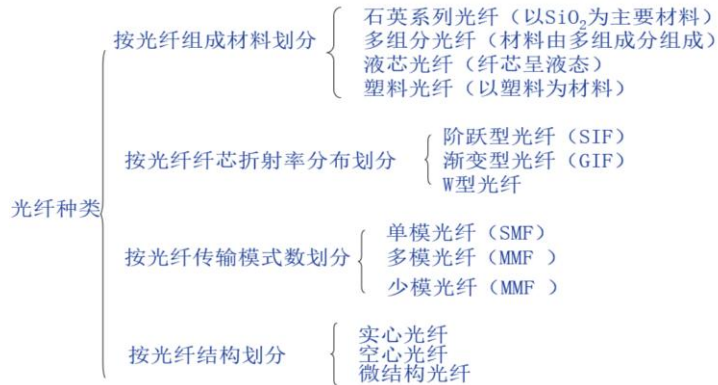 光纤种类
按光纤组成材料划分
石英系列光纤（以SiO₂为主要材料）
多组分光纤（材料由多组成分组成）
液芯光纤（纤芯呈液态）
塑料光纤（以塑料为材料）
按光纤纤芯折射率分布划分
阶跃型光纤（SIF）
渐变型光纤（GIF）
W型光纤
按光纤传输模式数划分
单模光纤（SMF）
多模光纤（MMF ）
少模光纤（MMF ）
按光纤结构划分
实心光纤
空心光纤
微结构光纤